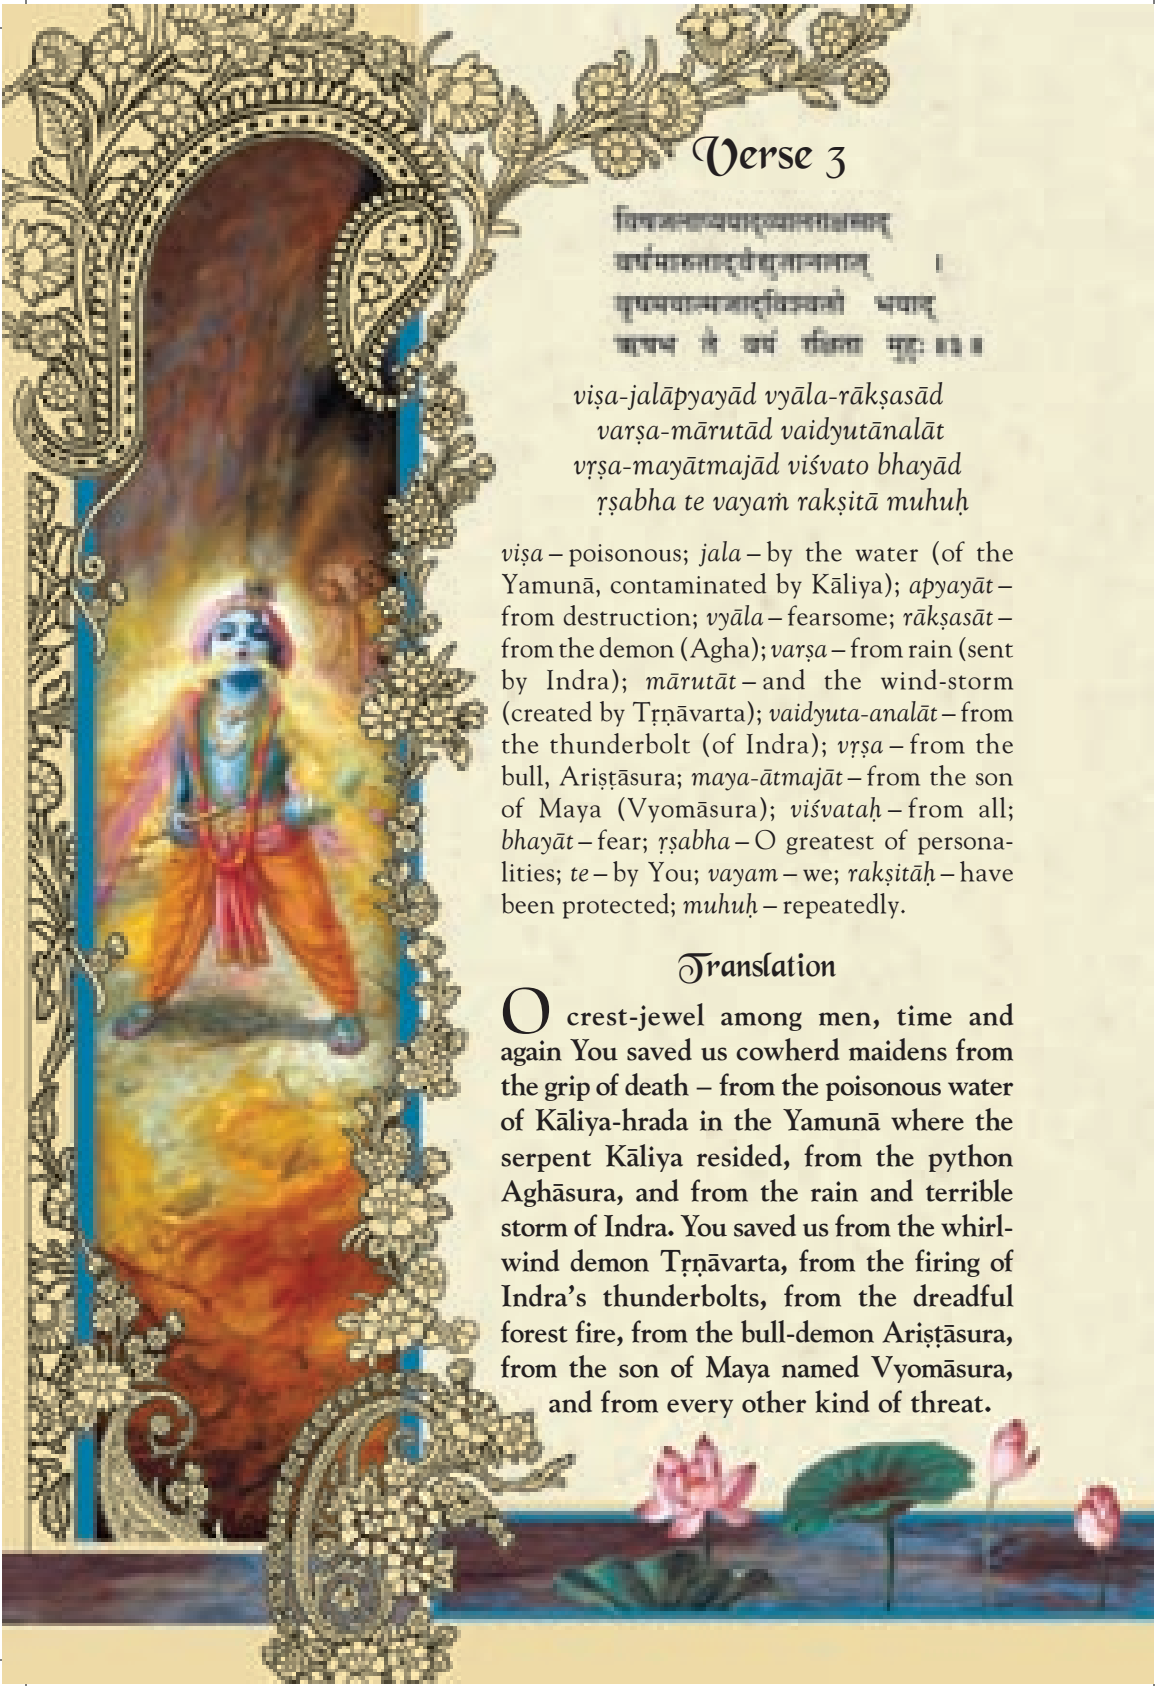 Verse 3
viṣa-jalāpyayād vyāla-rākṣasād
varṣa-mārutād vaidyutānalāt
vṛṣa-mayātmajād viśvato bhayād
ṛṣabha te vayaṁ rakṣitā muhuḥ
viṣa – poisonous; jala – by the water (of the
Yamunā, contaminated by Kāliya); apyayāt –
from destruction; vyāla – fearsome; rākṣasāt –
from the demon (Agha); varṣa – from rain (sent
by Indra); mārutāt – and the wind-storm
(created by Tṛṇāvarta); vaidyuta-analāt – from
the thunderbolt (of Indra); vṛṣa – from the
bull, Ariṣṭāsura; maya-ātmajāt – from the son
of Maya (Vyomāsura); viśvataḥ – from all;
bhayāt – fear; ṛṣabha – O greatest of persona-
lities; te – by You; vayam – we; rakṣitāḥ – have
been protected; muhuḥ – repeatedly.
Translation
O crest-jewel among men, time and
again You saved us cowherd maidens from
the grip of death – from the poisonous water
of Kāliya-hrada in the Yamunā where the
serpent Kāliya resided, from the python
Aghāsura, and from the rain and terrible
storm of Indra. You saved us from the whirl-
wind demon Tṛṇāvarta, from the firing of
Indra's thunderbolts, from the dreadful
forest fire, from the bull-demon Ariṣṭāsura,
from the son of Maya named Vyomāsura,
and from every other kind of threat.